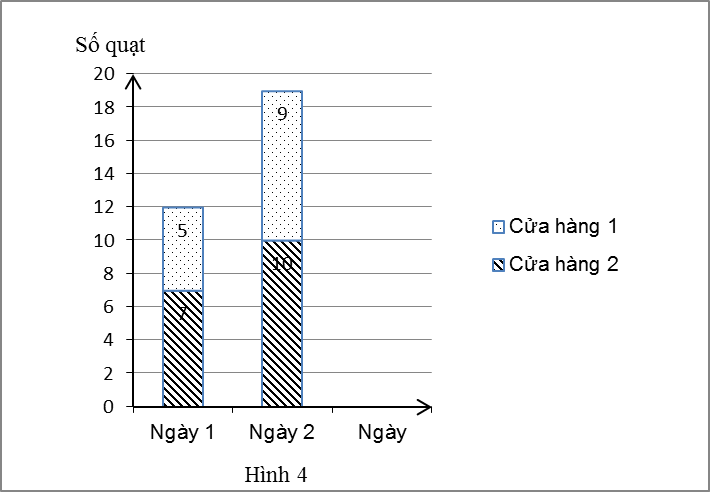 Số quạt
20
18
16
14
12
10
8
6
4
2
0
5
7
9
10
Ngày 1
Ngày 2
Ngày
Cửa hàng 1
Cửa hàng 2
Hình 4